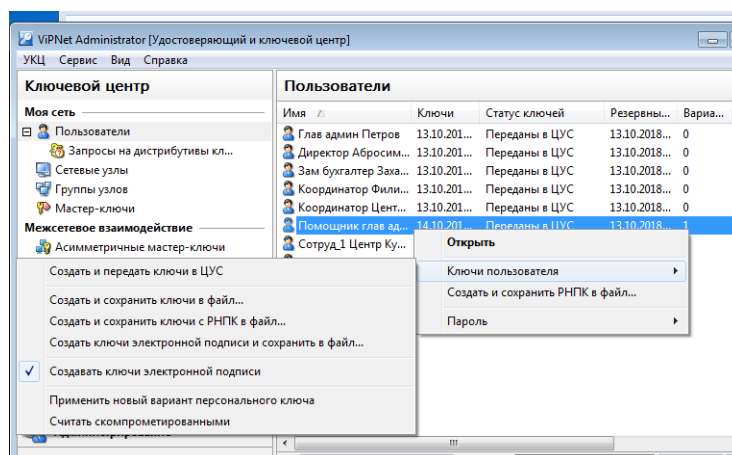 ViPNet Administrator [Удостоверяющий и ключевой центр]
УКЦ Сервис Вид Справка
Ключевой центр
Моя сеть
Пользователи
Запросы на дистрибутивы кл...
Сетевые узлы
Группы узлов
Мастер-ключи
Межсетевое взаимодействие
Асимметричные мастер-ключи
Пользователи
Имя Ключи Статус ключей Резервны... Вариа...
Глав админ Петров 13.10.201... Переданы в ЦУС 13.10.2018... 0
Директор Абросим... 13.10.201... Переданы в ЦУС 13.10.2018... 0
Зам бухгалтер Заха... 13.10.201... Переданы в ЦУС 13.10.2018... 0
Координатор Фили... 13.10.201... Переданы в ЦУС 13.10.2018... 0
Координатор Цент... 13.10.201... Переданы в ЦУС 13.10.2018... 0
Помощник глав ад... 14.10.201... Переданы в ЦУС 13.10.2018... 1
Сотруд_1 Центр Ку...
Открыть
Ключи пользователя
Создать и сохранить РНПК в файл...
Пароль
Создать и передать ключи в ЦУС
Создать и сохранить ключи в файл...
Создать и сохранить ключи с РНПК в файл...
Создать ключи электронной подписи и сохранить в файл...
Создавать ключи электронной подписи
Применить новый вариант персонального ключа
Считать скомпрометированными
Администрирование